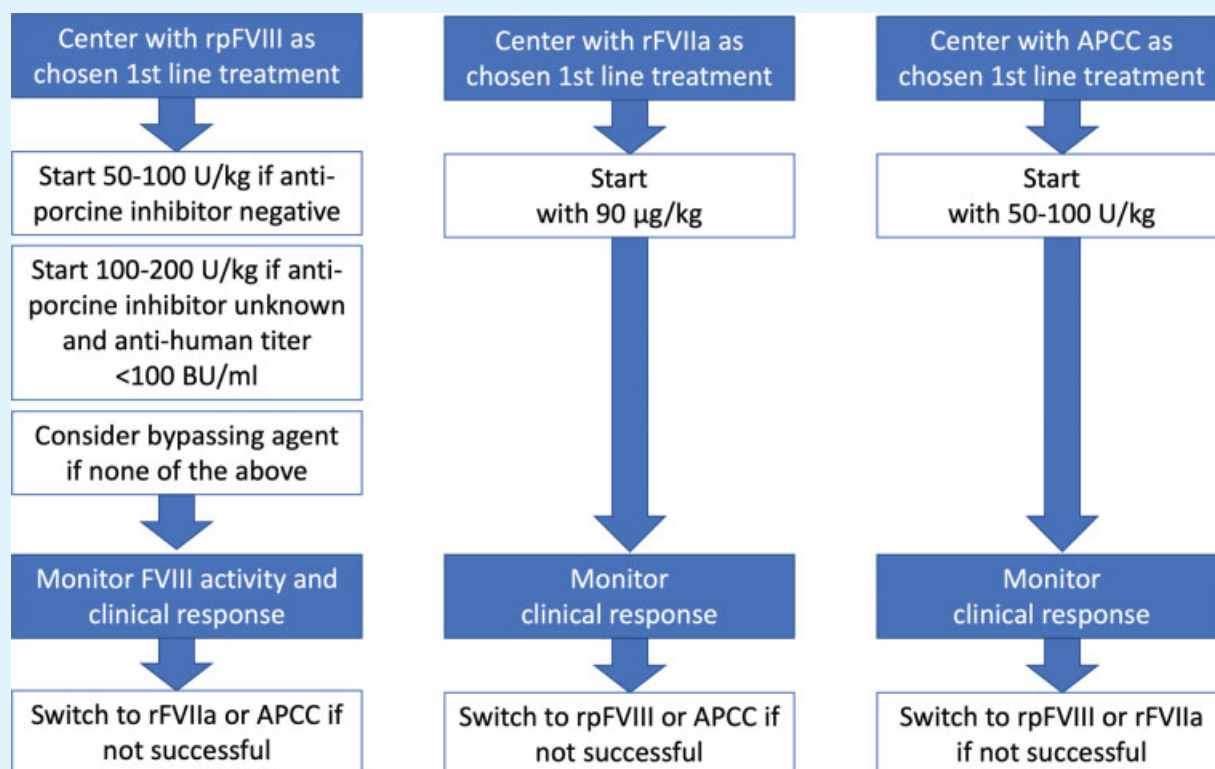 Center with rpFVIII as
chosen 1st line treatment
Start 50-100 U/kg if anti-
porcine inhibitor negative
Start 100-200 U/kg if anti-
porcine inhibitor unknown
and anti-human titer
<100 BU/ml
Consider bypassing agent
if none of the above
Monitor FVIII activity and
clinical response
Switch to rFVIIa or APCC if
not successful
Center with rFVIIa as
chosen 1st line treatment
Start
with 90 µg/kg
Monitor
clinical response
Switch to rpFVIII or APCC if
not successful
Center with APCC as
chosen 1st line treatment
Start
with 50-100 U/kg
Monitor
clinical response
Switch to rpFVIII or rFVIIa
if not successful